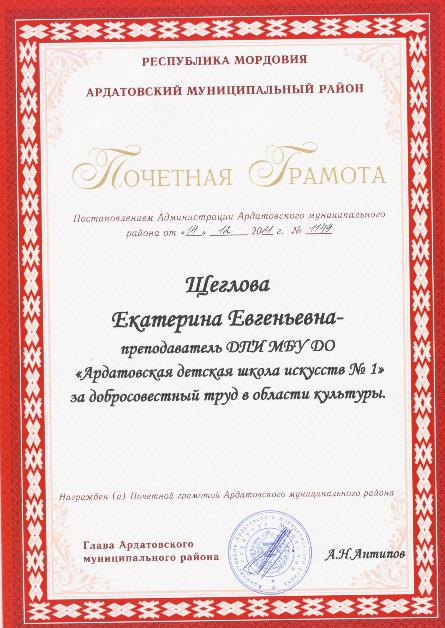 РЕСПУБЛИКА МОРДОВИЯ
АРДАТОВСКИЙ МУНИЦИПАЛЬНЫЙ РАЙОН
ПОЧЕТНАЯ ГРАМОТА
Постановлением Администрации Ардатовского муниципального
района от «14» 12 2021 г. № 1149
Щеглова
Екатерина Евгеньевна-
преподаватель ДПИ МБУ ДО
«Ардатовская детская школа искусств № 1»
за добросовестный труд в области культуры.
Награжден (а) Почетной грамотой Ардатовского муниципального района
Глава Ардатовского
муниципального района
А.Н.Антипов